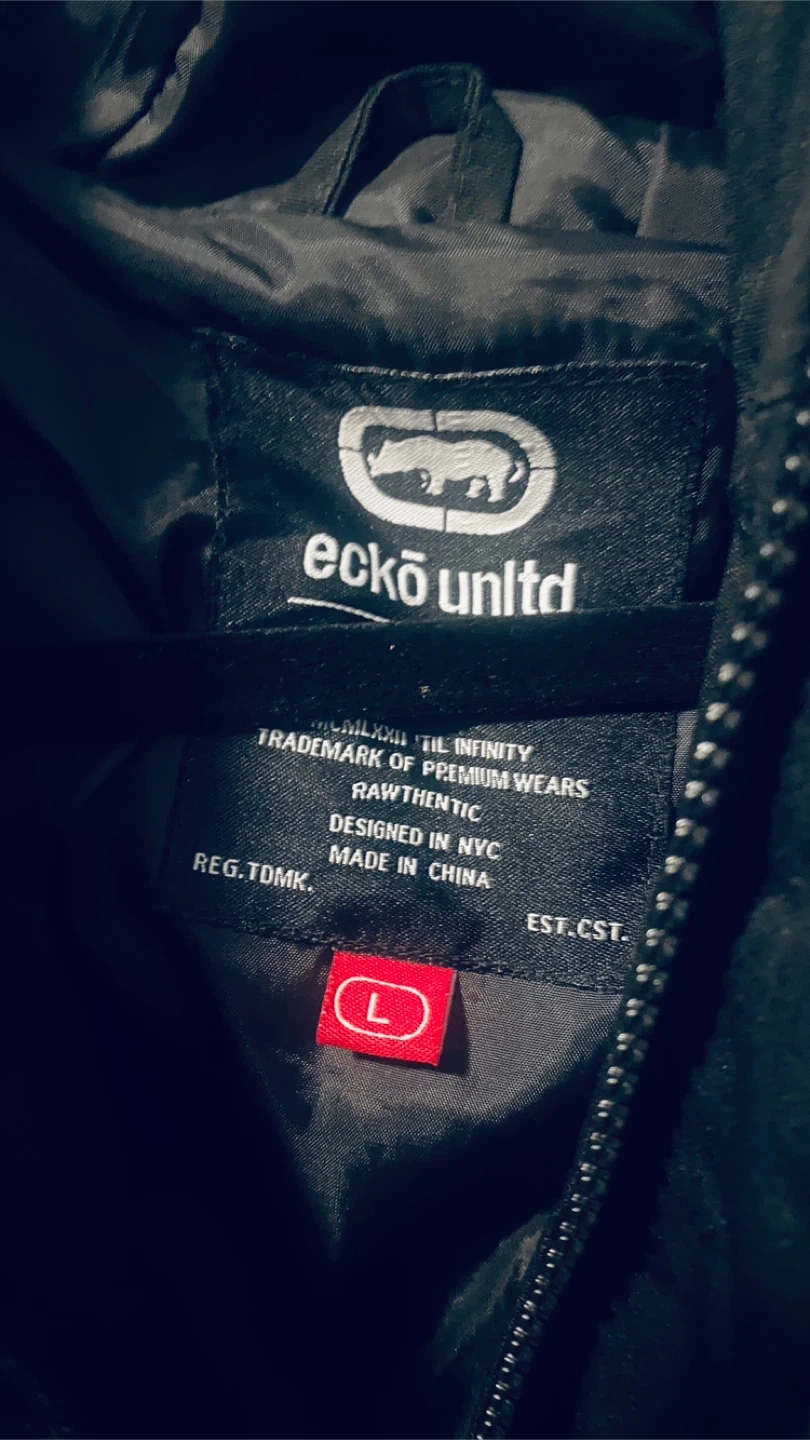 eckō unltd
'TIL INFINITY
TRADEMARK OF PREMIUM WEARS
RAWTHENTIC
DESIGNED IN NYC
MADE IN CHINA
REG.TDMK.
EST.CST.
L